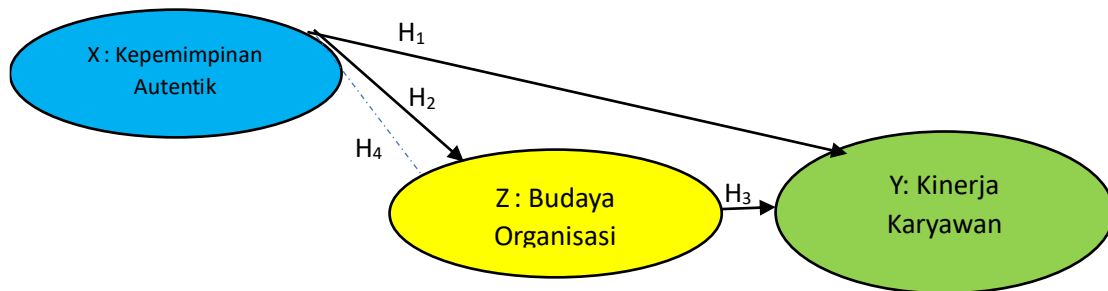 H₁
X : Kepemimpinan
Autentik
H₂
H₄
Z : Budaya
Organisasi
H₃
Y: Kinerja
Karyawan